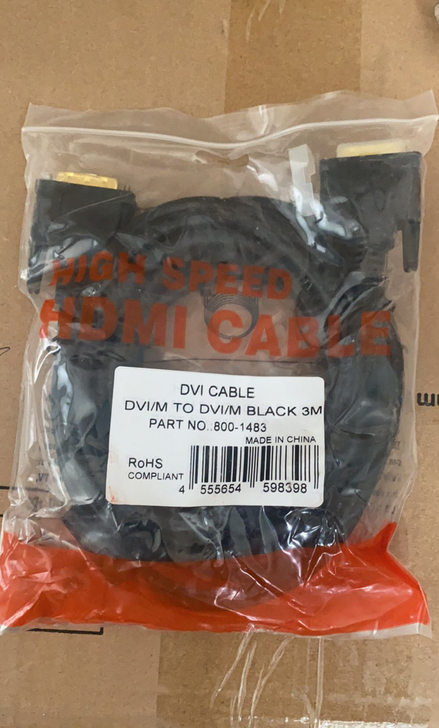 HIGH SPEED
HDMI CABLE
DVI CABLE
DVI/M TO DVI/M BLACK 3M
PART NO.:800-1483
MADE IN CHINA
RoHS
COMPLIANT
4 555654 598398